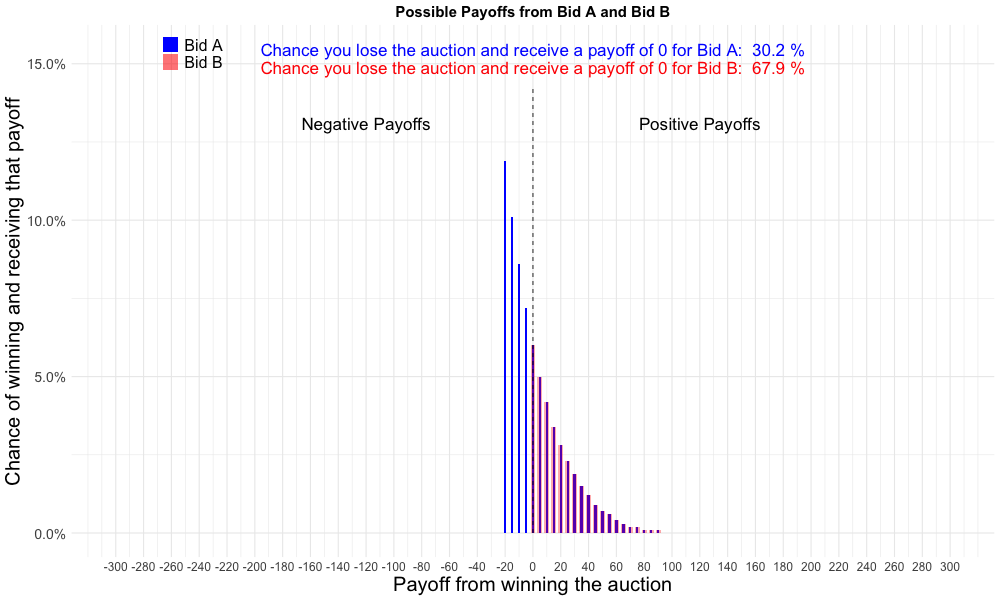 Possible Payoffs from Bid A and Bid B
Bid A
Bid B
Chance you lose the auction and receive a payoff of 0 for Bid A: 30.2 %
Chance you lose the auction and receive a payoff of 0 for Bid B: 67.9 %
Negative Payoffs
Positive Payoffs
Chance of winning and receiving that payoff
15.0%
10.0%
5.0%
0.0%
-300 -280 -260 -240 -220 -200 -180 -160 -140 -120 -100 -80 -60 -40 -20 0 20 40 60 80 100 120 140 160 180 200 220 240 260 280 300
Payoff from winning the auction